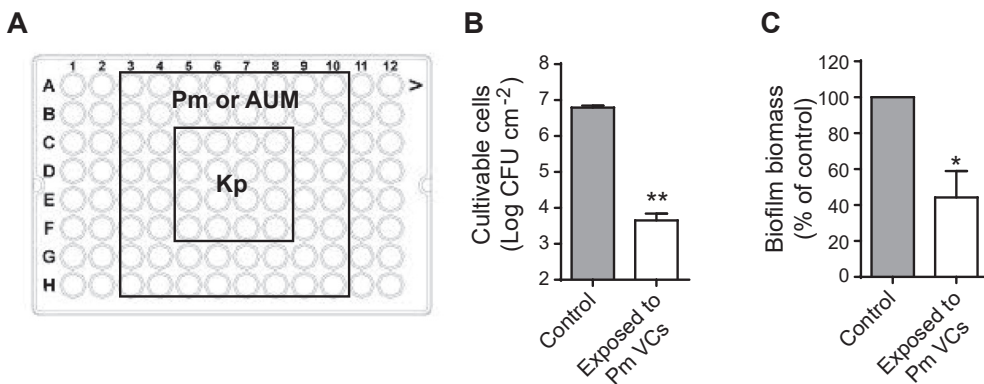 A
1 2 3 4 5 6 7 8 9 10 11 12
A
B
C
D
E
F
G
H
>
Pm or AUM
Kp
B
Cultivable cells
(Log CFU cm-2)
8
7
6
5
4
3
2
**
Control
Exposed to
Pm VCs
C
Biofilm biomass
(% of control)
120
100
80
60
40
20
0
*
Control
Exposed to
Pm VCs